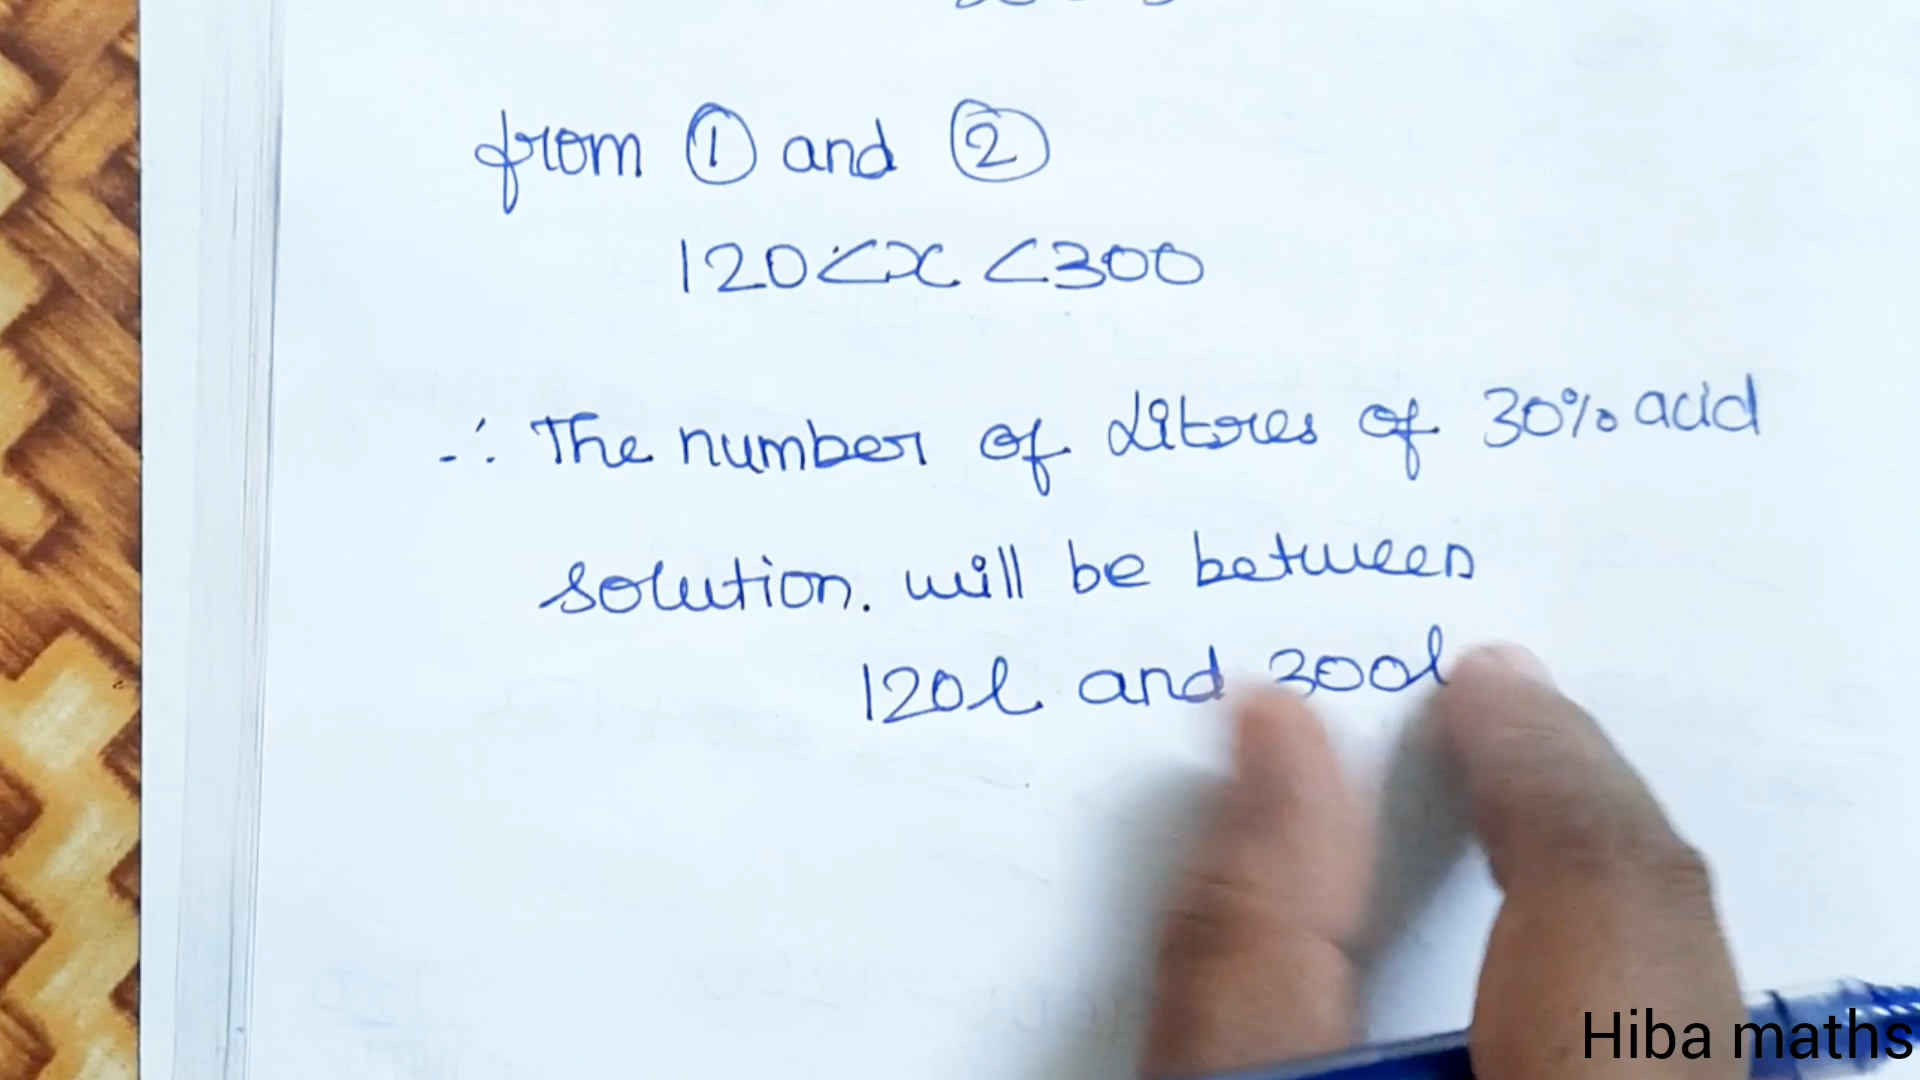 from ① and ②
120<x<300
∴ The number of Litres of 30% acid
solution. will be between
120l and 300l
Hiba maths